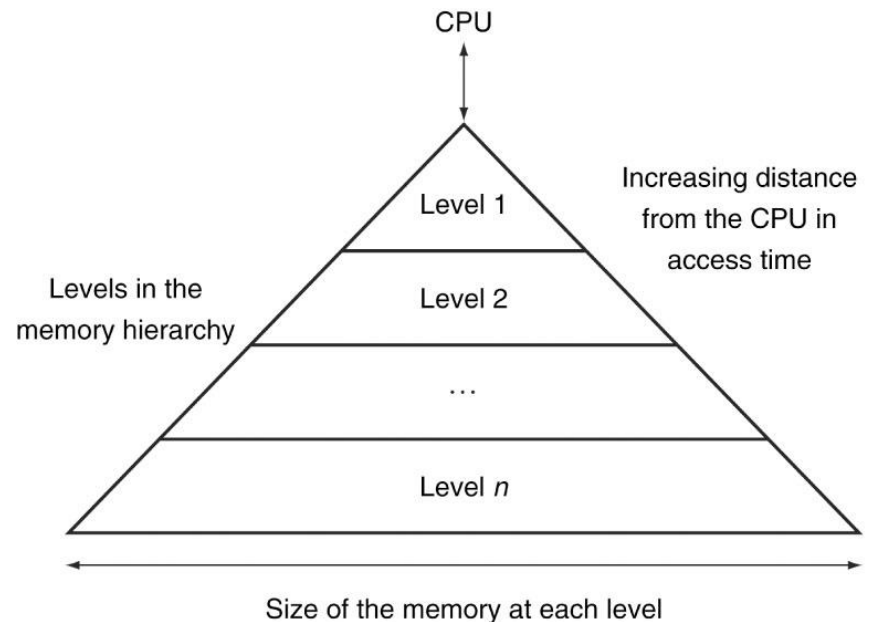 CPU
Level 1
Increasing distance
from the CPU in
access time
Levels in the
memory hierarchy
Level 2
...
Level n
Size of the memory at each level